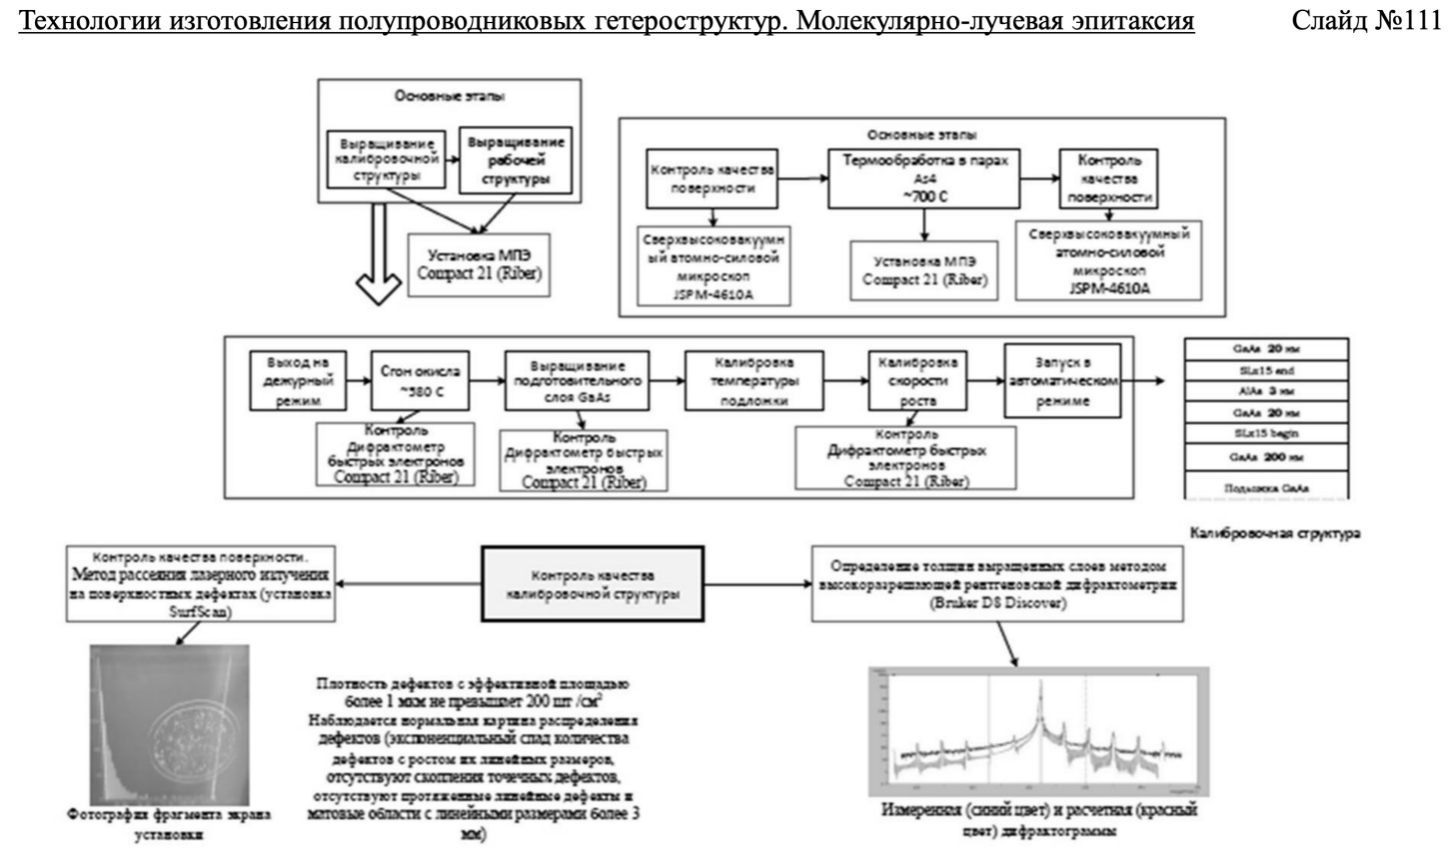 Технологии изготовления полупроводниковых гетероструктур. Молекулярно-лучевая эпитаксия
Слайд №111
Основные этапы
Выращивание
калибровочной
структуры
Выращивание
рабочей
структуры
Установка МПЭ
Compact 21 (Riber)
Основные этапы
Контроль качества
поверхности
Термообработка в парах
As4
~700 С
Контроль
качества
поверхности
Сверхвысоковакуумн
ый атомно-силовой
микроскоп
JSPM-4610A
Установка МПЭ
Compact 21 (Riber)
Сверхвысоковакуумный
атомно-силовой
микроскоп
JSPM-4610A
Выход на
дежурный
режим
Сгон окисла
~580 С
Выращивание
подготовительного
слоя GaAs
Калибровка
температуры
подложки
Калибровка
скорости
роста
Запуск в
автоматическом
режиме
Контроль
Дифрактометр
быстрых электронов
Compact 21 (Riber)
Контроль
Дифрактометр быстрых
электронов
Compact 21 (Riber)
Контроль
Дифрактометр быстрых
электронов
Compact 21 (Riber)
GaAs 20 нм
SLx15 end
AlAs 3 нм
GaAs 20 нм
SLx15 begin
GaAs 200 нм
Подложка GaAs
Калибровочная структура
Контроль качества поверхности.
Метод рассеяния лазерного излучения
на поверхностных дефектах (установка
SurfScan)
Контроль качества
калибровочной структуры
Определение толщин выращенных слоев методом
высокоразрешающей рентгеновской дифрактометрии
(Bruker D8 Discover)
Фотография фрагмента экрана
установки
Плотность дефектов с эффективной площадью
более 1 мкм не превышает 200 шт /см²
Наблюдается нормальная картина распределения
дефектов (экспоненциальный спад количества
дефектов с ростом их линейных размеров,
отсутствуют скопления точечных дефектов,
отсутствуют протяженные линейные дефекты и
матовые области с линейными размерами более 3
мм)
Измеренная (синий цвет) и расчетная (красный
цвет) дифрактограммы